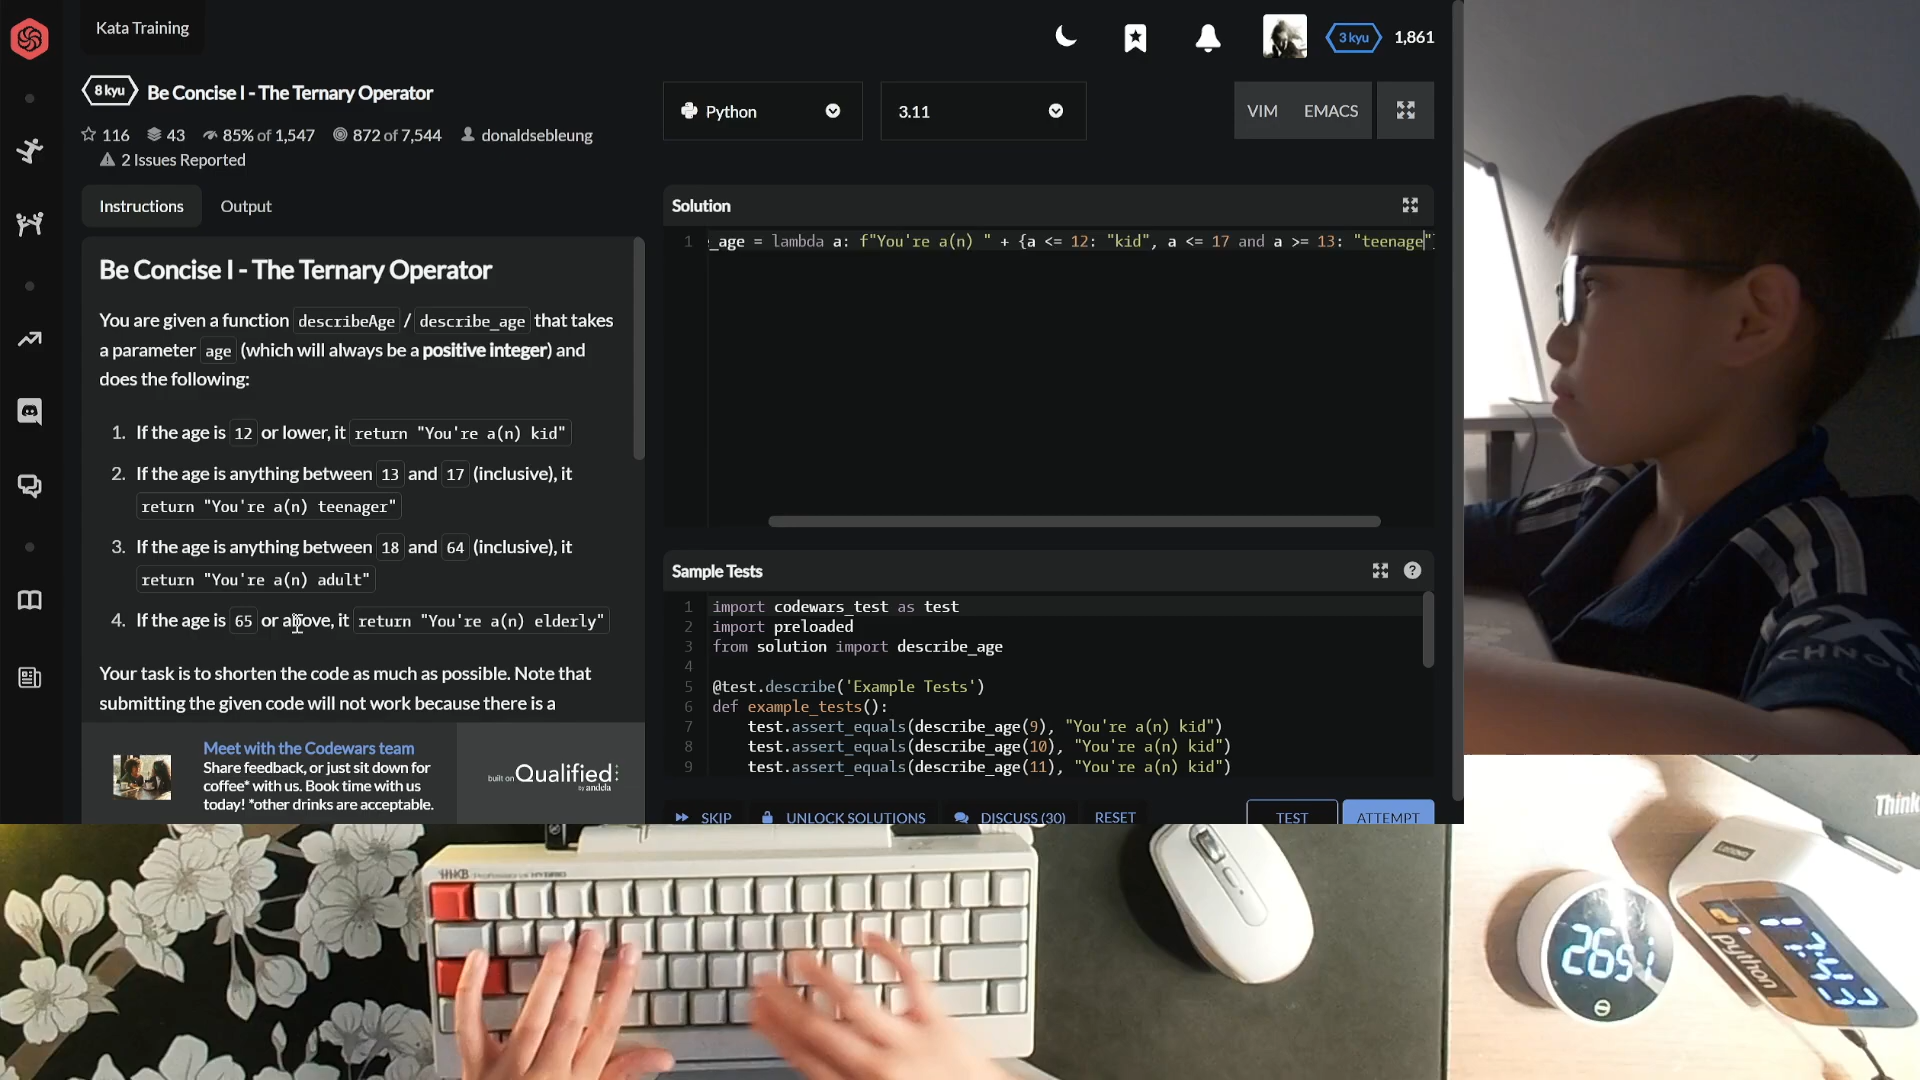 Kata Training
3 kyu
1,861
8 kyu
Be Concise I - The Ternary Operator
116
43
85% of 1,547
872 of 7,544
donaldsebleung
2 Issues Reported
Instructions
Output
Be Concise I - The Ternary Operator
You are given a function describeAge / describe_age that takes
a parameter age (which will always be a positive integer) and
does the following:
1. If the age is 12 or lower, it return "You're a(n) kid"
2. If the age is anything between 13 and 17 (inclusive), it
return "You're a(n) teenager"
3. If the age is anything between 18 and 64 (inclusive), it
return "You're a(n) adult"
4. If the age is 65 or above, it return "You're a(n) elderly"
Your task is to shorten the code as much as possible. Note that
submitting the given code will not work because there is a
Meet with the Codewars team
Share feedback, or just sit down for
coffee* with us. Book time with us
today! *other drinks are acceptable.
built on Qualified
by andela
Python
3.11
VIM
EMACS
Solution
1 _age = lambda a: f"You're a(n) " + {a <= 12: "kid", a <= 17 and a >= 13: "teenage"
Sample Tests
1 import codewars_test as test
2 import preloaded
3 from solution import describe_age
4
5 @test.describe('Example Tests')
6 def example_tests():
7 test.assert_equals(describe_age(9), "You're a(n) kid")
8 test.assert_equals(describe_age(10), "You're a(n) kid")
9 test.assert_equals(describe_age(11), "You're a(n) kid")
SKIP
UNLOCK SOLUTIONS
DISCUSS (30)
RESET
TEST
ATTEMPT
HHKB
Think
Lenovo
python